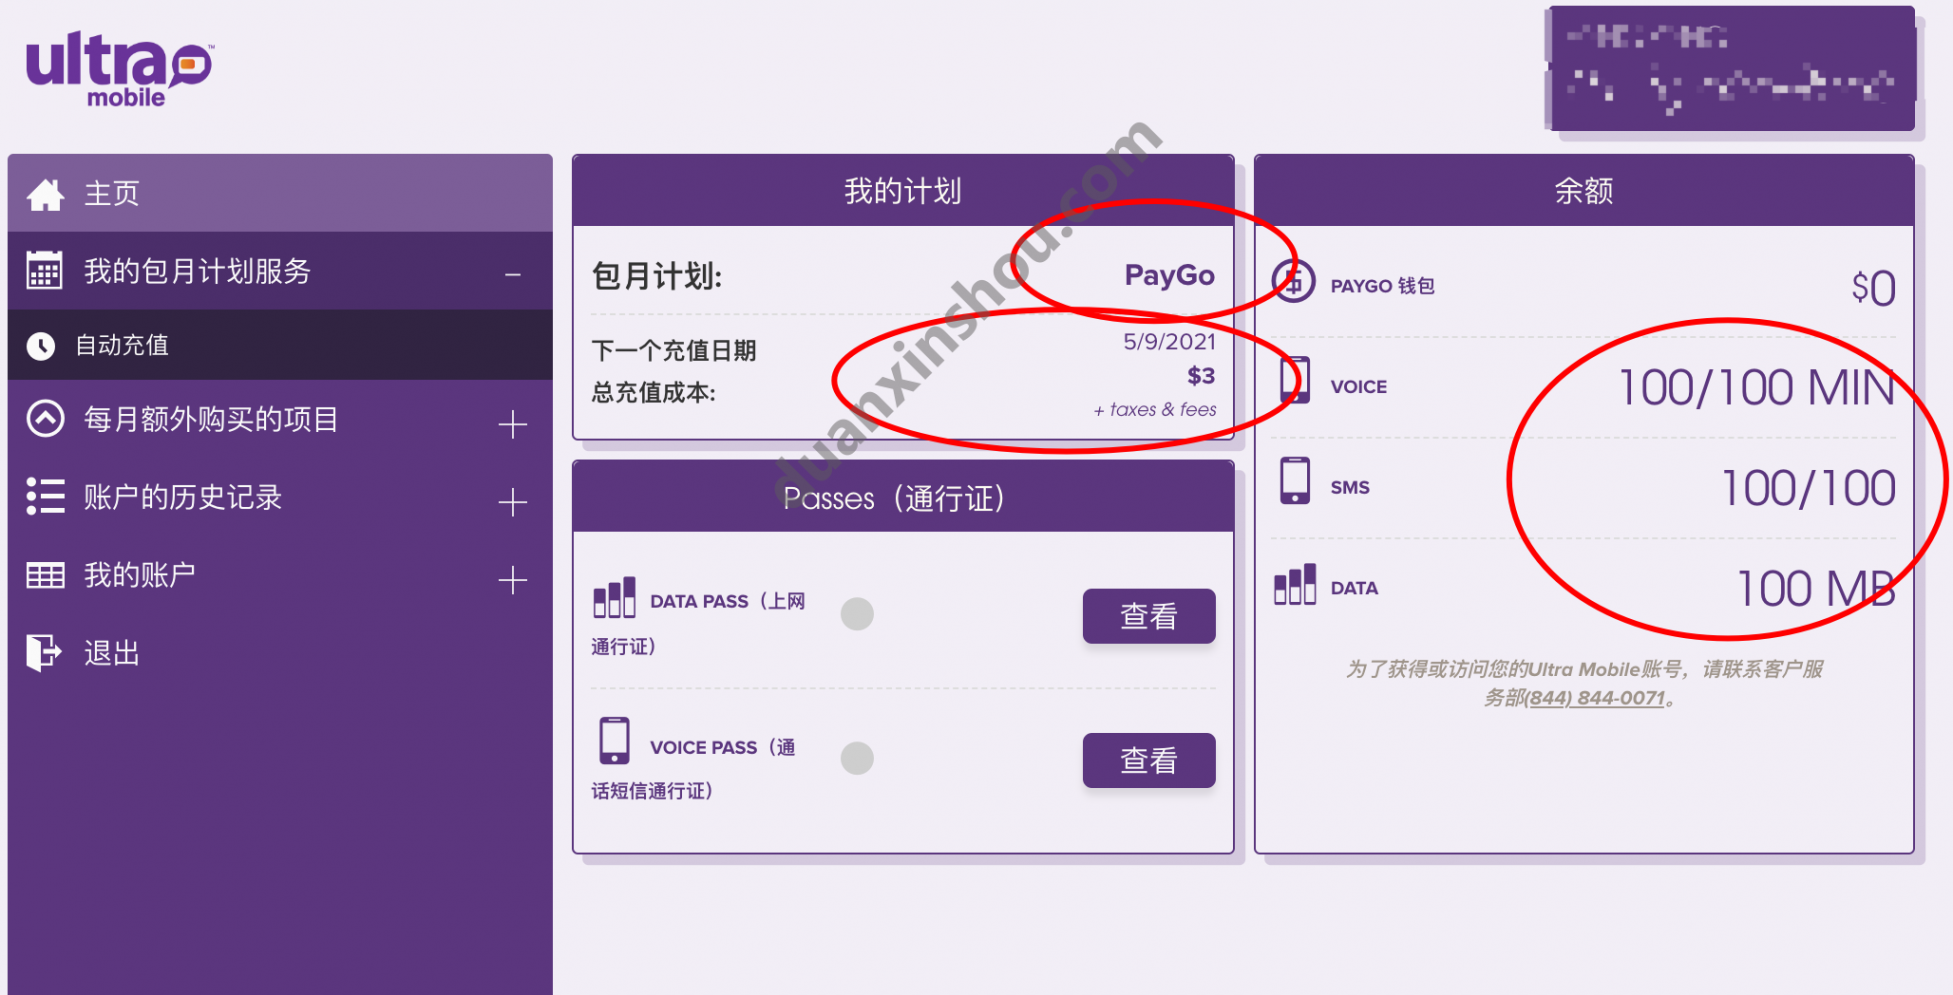 ultra
mobile
™
主页
我的包月计划服务
自动充值
每月额外购买的项目
账户的历史记录
我的账户
退出
我的计划
包月计划:
PayGo
下一个充值日期
5/9/2021
总充值成本:
$3
+ taxes & fees
Passes（通行证）
DATA PASS（上网
通行证）
查看
VOICE PASS（通
话短信通行证）
查看
余额
PAYGO 钱包
$0
VOICE
100/100 MIN
SMS
100/100
DATA
100 MB
为了获得或访问您的Ultra Mobile账号，请联系客户服
务部(844) 844-0071。
duanxinshou.com